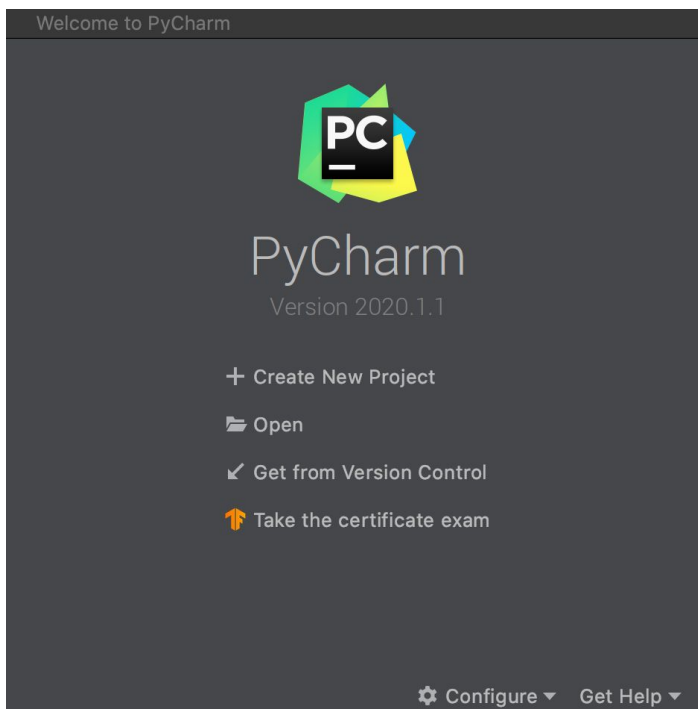 Welcome to PyCharm
PC
PyCharm
Version 2020.1.1
Create New Project
Open
Get from Version Control
Take the certificate exam
Configure Get Help